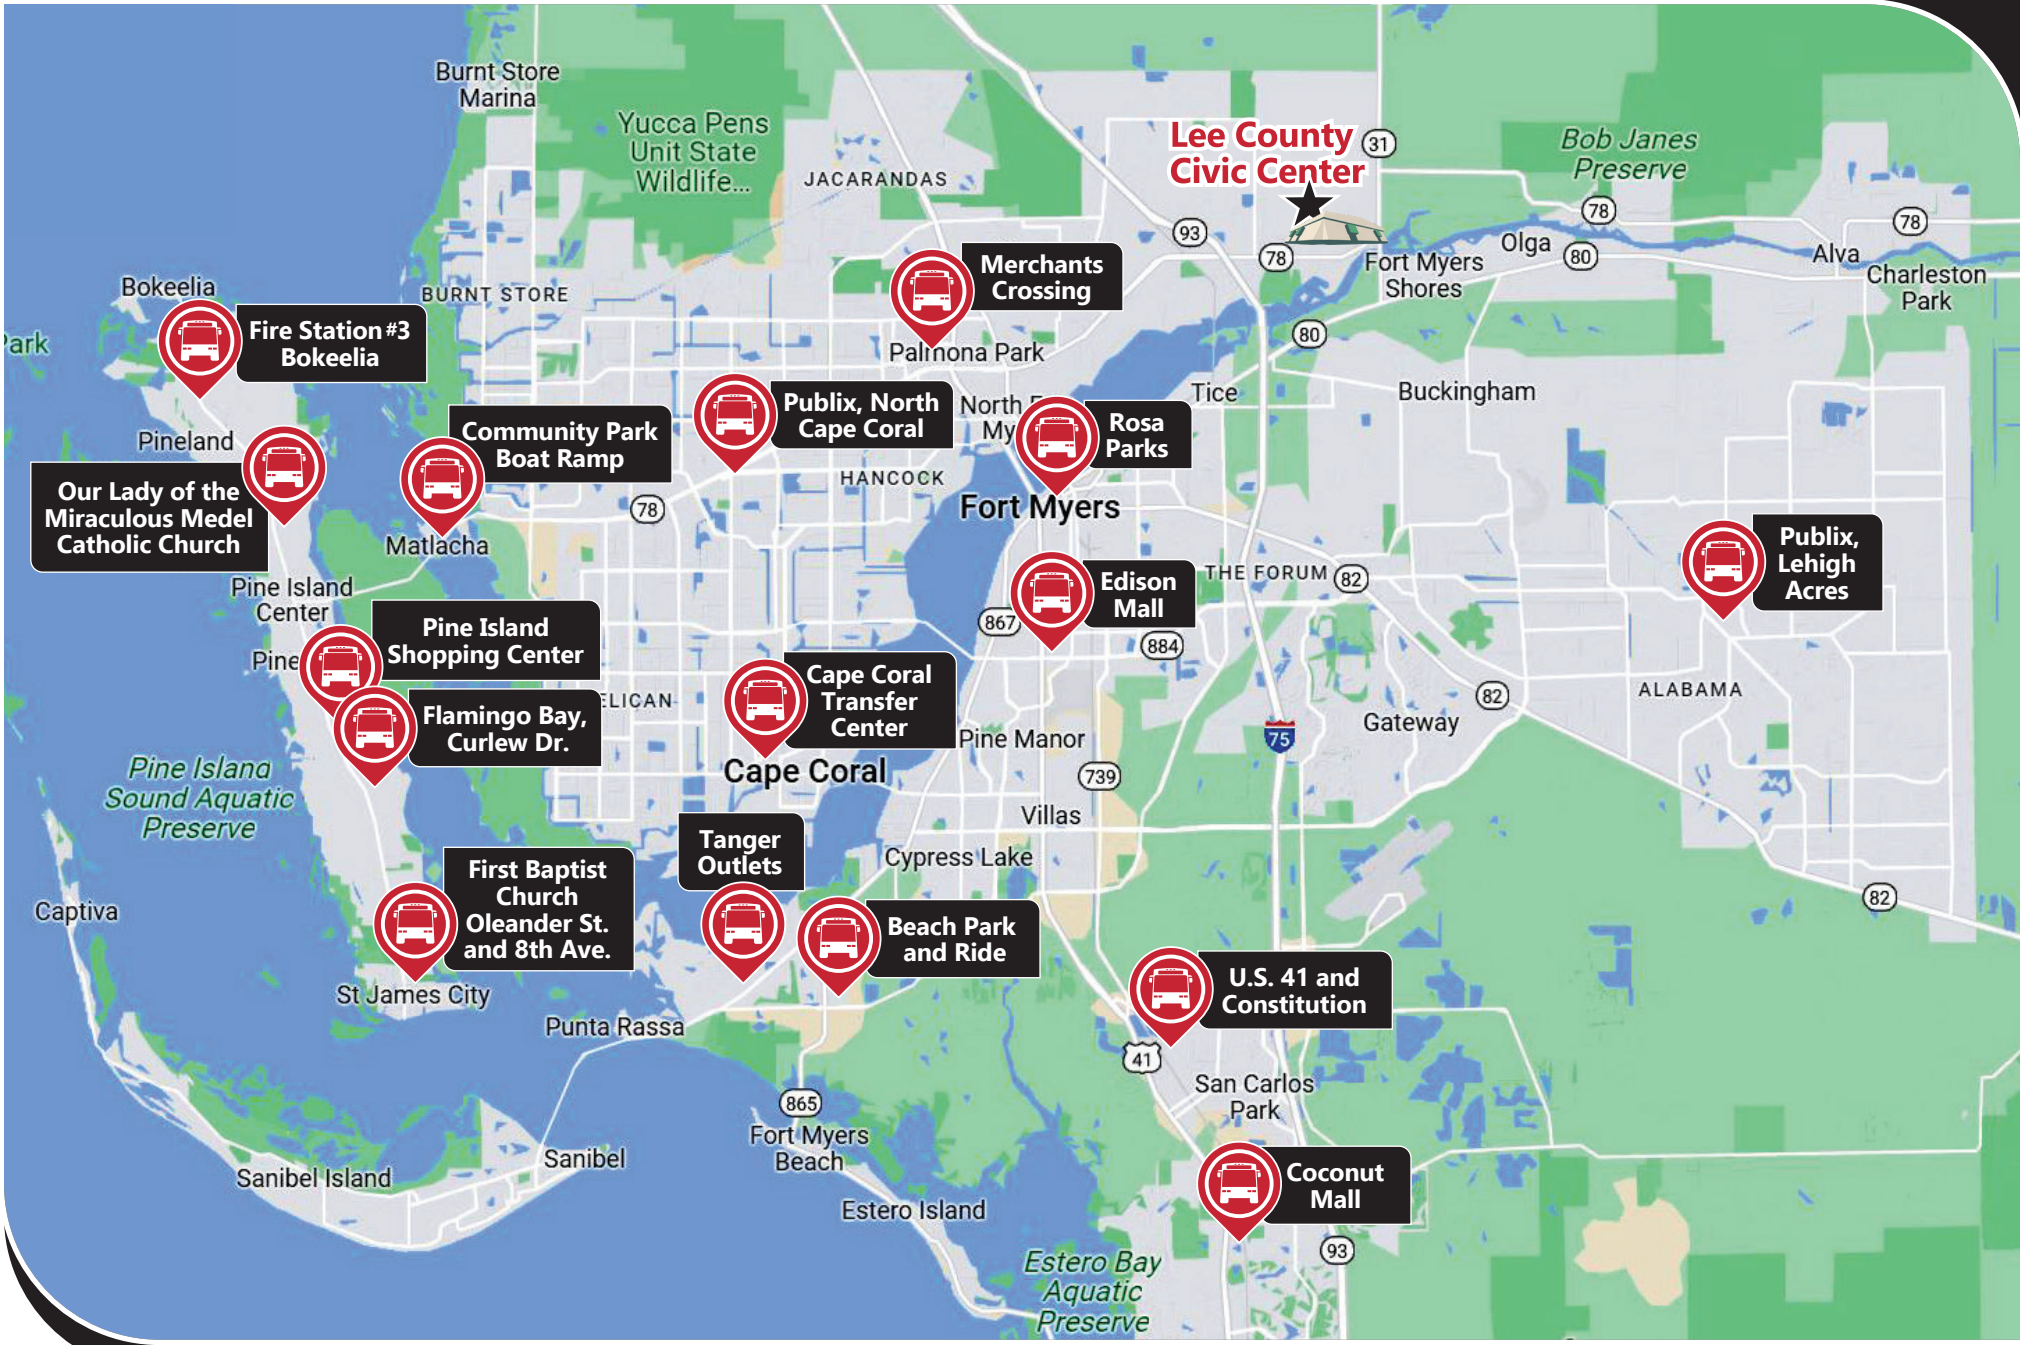 Burnt Store
Marina
Yucca Pens
Unit State
Wildlife...
JACARANDAS
Lee County
Civic Center
31
Bob Janes
Preserve
93
78
78
Olga
80
78
Alva
Fort Myers
Shores
Charleston
Park
Bokeelia
BURNT STORE
Merchants
Crossing
Fire Station #3
Bokeelia
Park
Palmona Park
80
Tice
Buckingham
Publix, North
Cape Coral
North F
My
Rosa
Parks
Pineland
Community Park
Boat Ramp
HANCOCK
Our Lady of the
Miraculous Medel
Catholic Church
78
Fort Myers
Matlacha
Publix,
Lehigh
Acres
Pine Island
Center
Edison
Mall
THE FORUM
82
867
884
Pine Island
Shopping Center
Pine
Cape Coral
Transfer
Center
ELICAN
Flamingo Bay,
Curlew Dr.
82
ALABAMA
Gateway
75
Pine Manor
739
Cape Coral
Pine Island
Sound Aquatic
Preserve
Villas
Tanger
Outlets
Cypress Lake
First Baptist
Church
Oleander St.
and 8th Ave.
Captiva
82
Beach Park
and Ride
U.S. 41 and
Constitution
St James City
Punta Rassa
41
San Carlos
Park
865
Fort Myers
Beach
Sanibel
Sanibel Island
Coconut
Mall
Estero Island
93
Estero Bay
Aquatic
Preserve